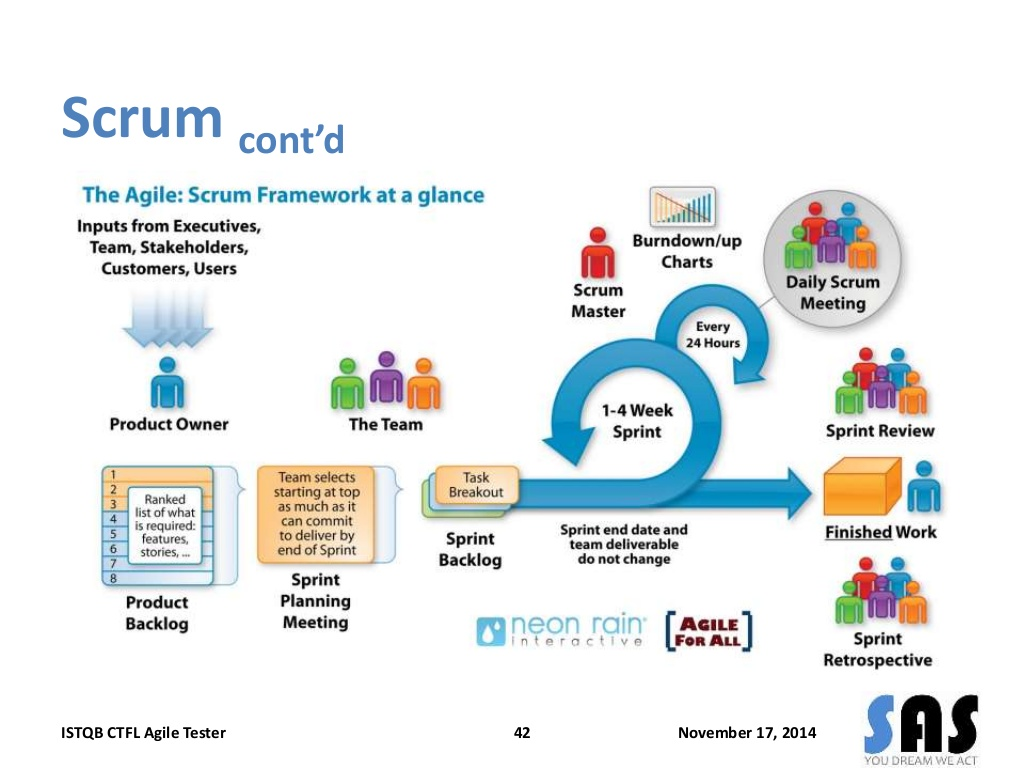 Scrum cont’d
The Agile: Scrum Framework at a glance
Inputs from Executives,
Team, Stakeholders,
Customers, Users
Product Owner
The Team
Scrum
Master
Burndown/up
Charts
Daily Scrum
Meeting
Every
24 Hours
1-4 Week
Sprint
Sprint Review
1
2
3
4
5
6
7
8
Ranked
list of what
is required:
features,
stories, ...
Product
Backlog
Team selects
starting at top
as much as it
can commit
to deliver by
end of Sprint
Sprint
Planning
Meeting
Task
Breakout
Sprint
Backlog
Sprint end date and
team deliverable
do not change
Finished Work
Sprint
Retrospective
neon rain
interactive
AGILE
FOR ALL
ISTQB CTFL Agile Tester
42
November 17, 2014
SAS
YOU DREAM WE ACT